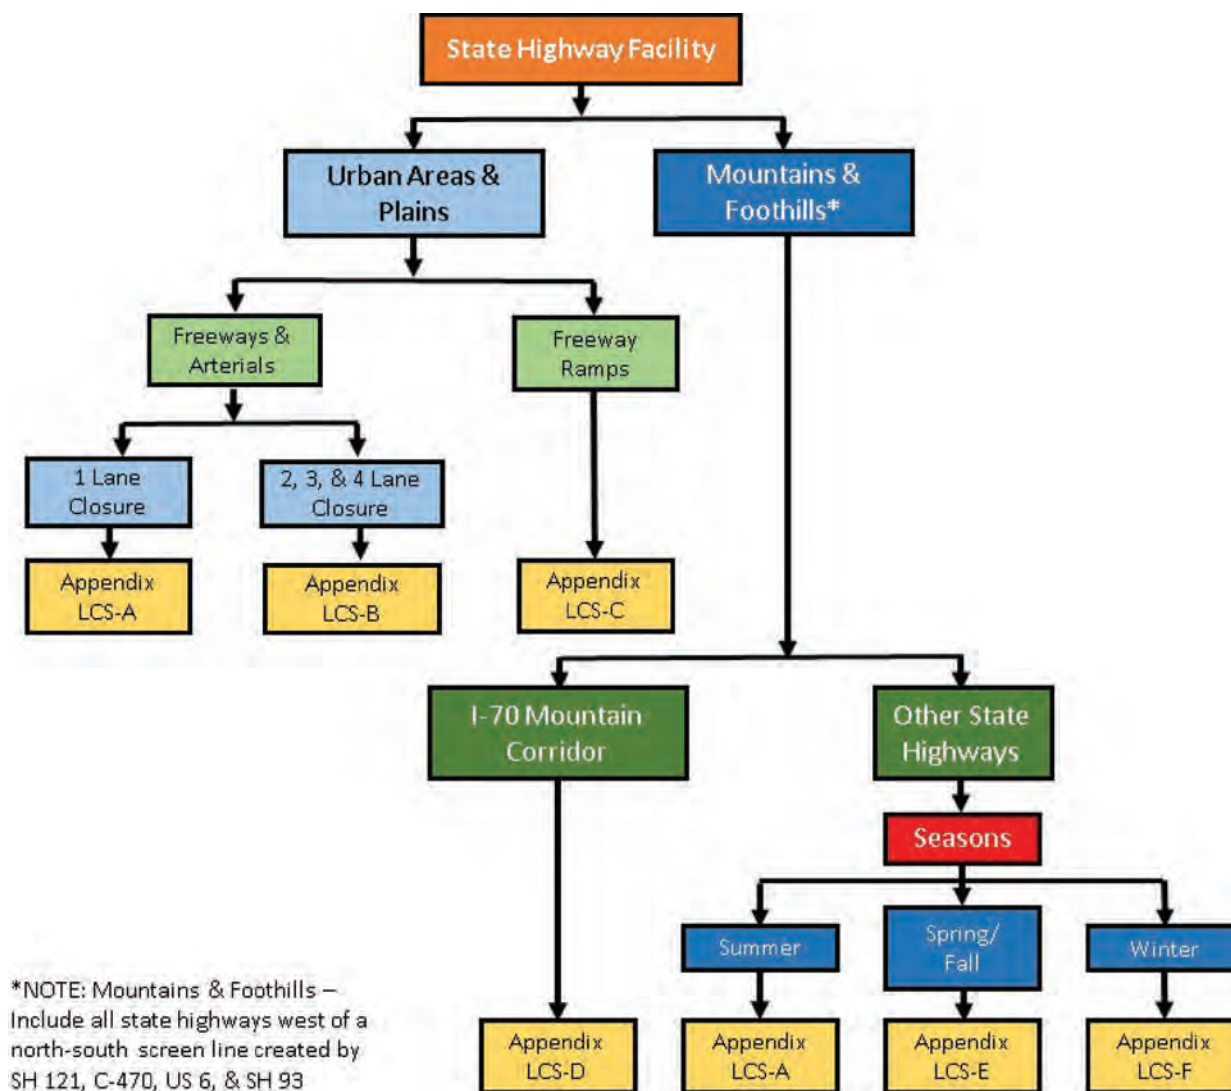 State Highway Facility
Urban Areas &
Plains
Mountains &
Foothills*
Freeways &
Arterials
Freeway
Ramps
1 Lane
Closure
2, 3, & 4 Lane
Closure
Appendix
LCS-A
Appendix
LCS-B
Appendix
LCS-C
I-70 Mountain
Corridor
Other State
Highways
Seasons
Summer
Spring/
Fall
Winter
Appendix
LCS-D
Appendix
LCS-A
Appendix
LCS-E
Appendix
LCS-F
*NOTE: Mountains & Foothills –
Include all state highways west of a
north-south screen line created by
SH 121, C-470, US 6, & SH 93